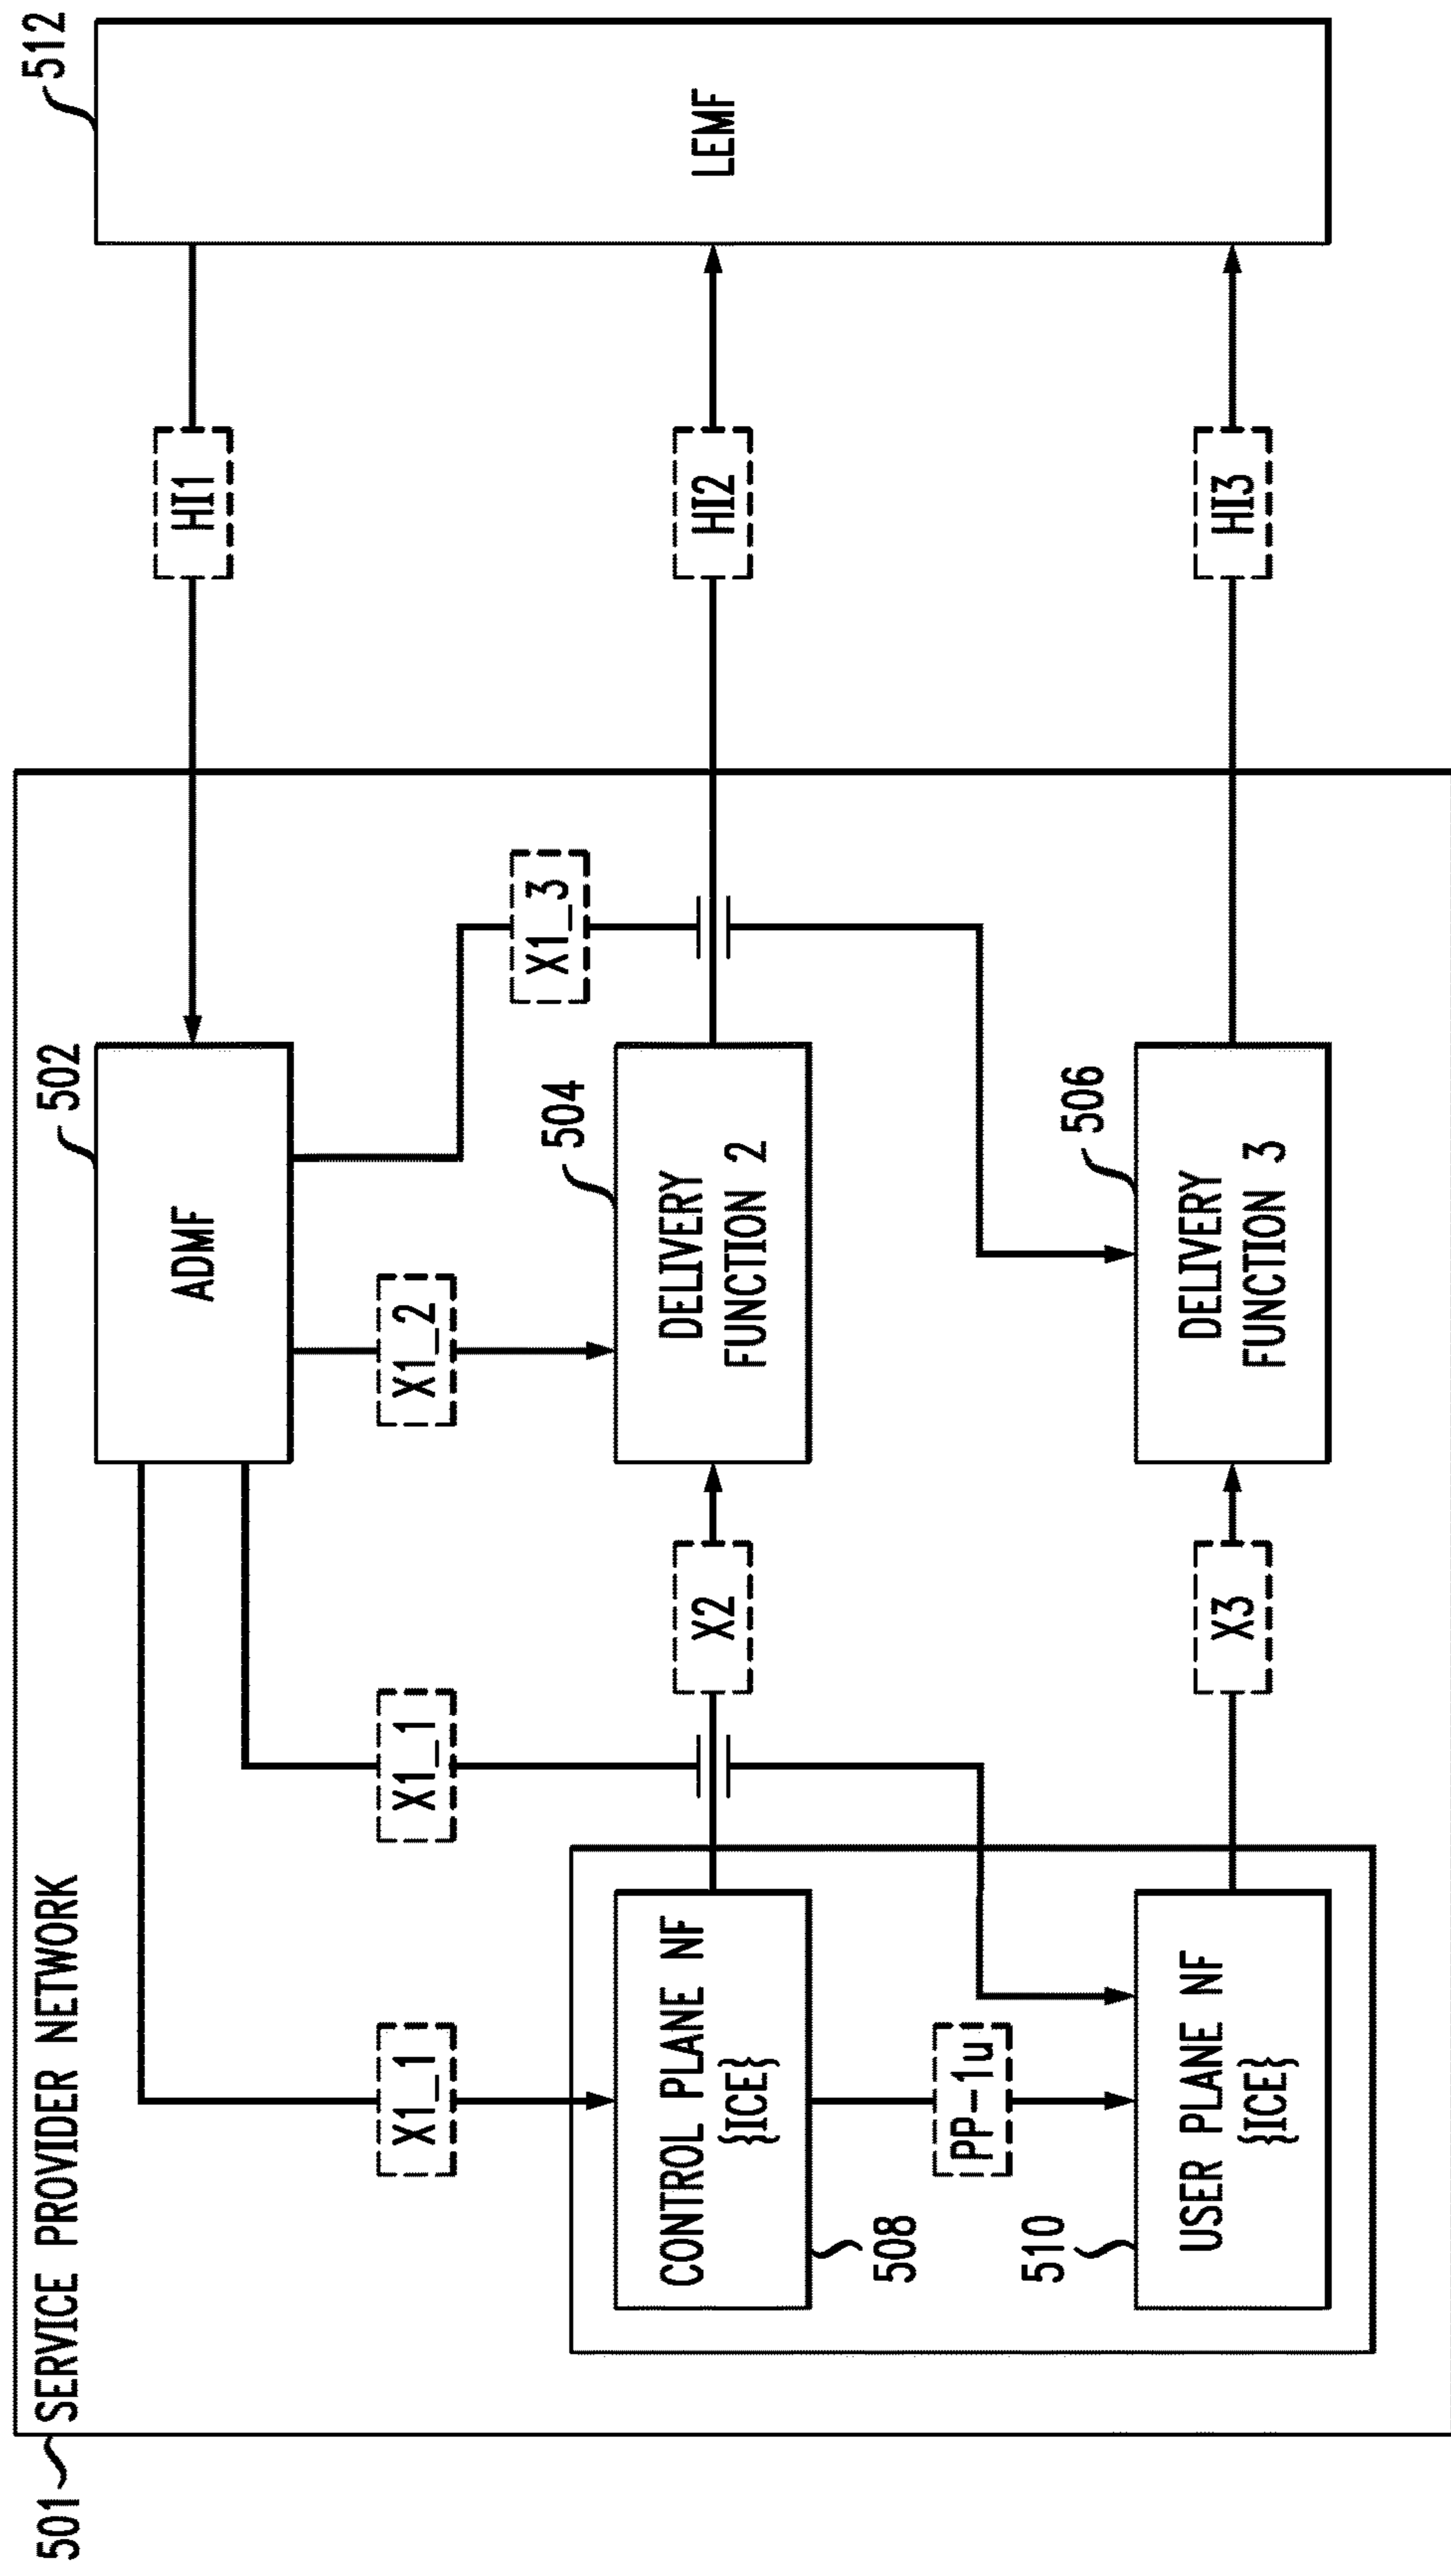 501
SERVICE PROVIDER NETWORK
502
ADMF
HI1
512
LEMF
X1_1
X1_1
X1_2
X1_3
504
CONTROL PLANE NF
}ICE}
508
X2
DELIVERY
FUNCTION 2
HI2
PP-1u
510
506
USER PLANE NF
}ICE}
X3
DELIVERY
FUNCTION 3
HI3